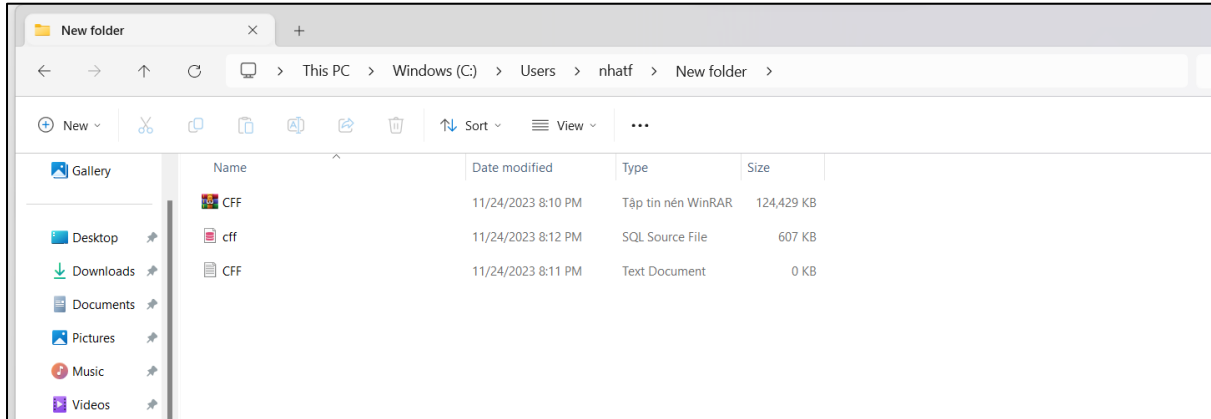 New folder
This PC > Windows (C:) > Users > nhatf > New folder >
New Sort View ...
Gallery
Desktop
Downloads
Documents
Pictures
Music
Videos
Name Date modified Type Size
CFF 11/24/2023 8:10 PM Tập tin nén WinRAR 124,429 KB
cff 11/24/2023 8:12 PM SQL Source File 607 KB
CFF 11/24/2023 8:11 PM Text Document 0 KB